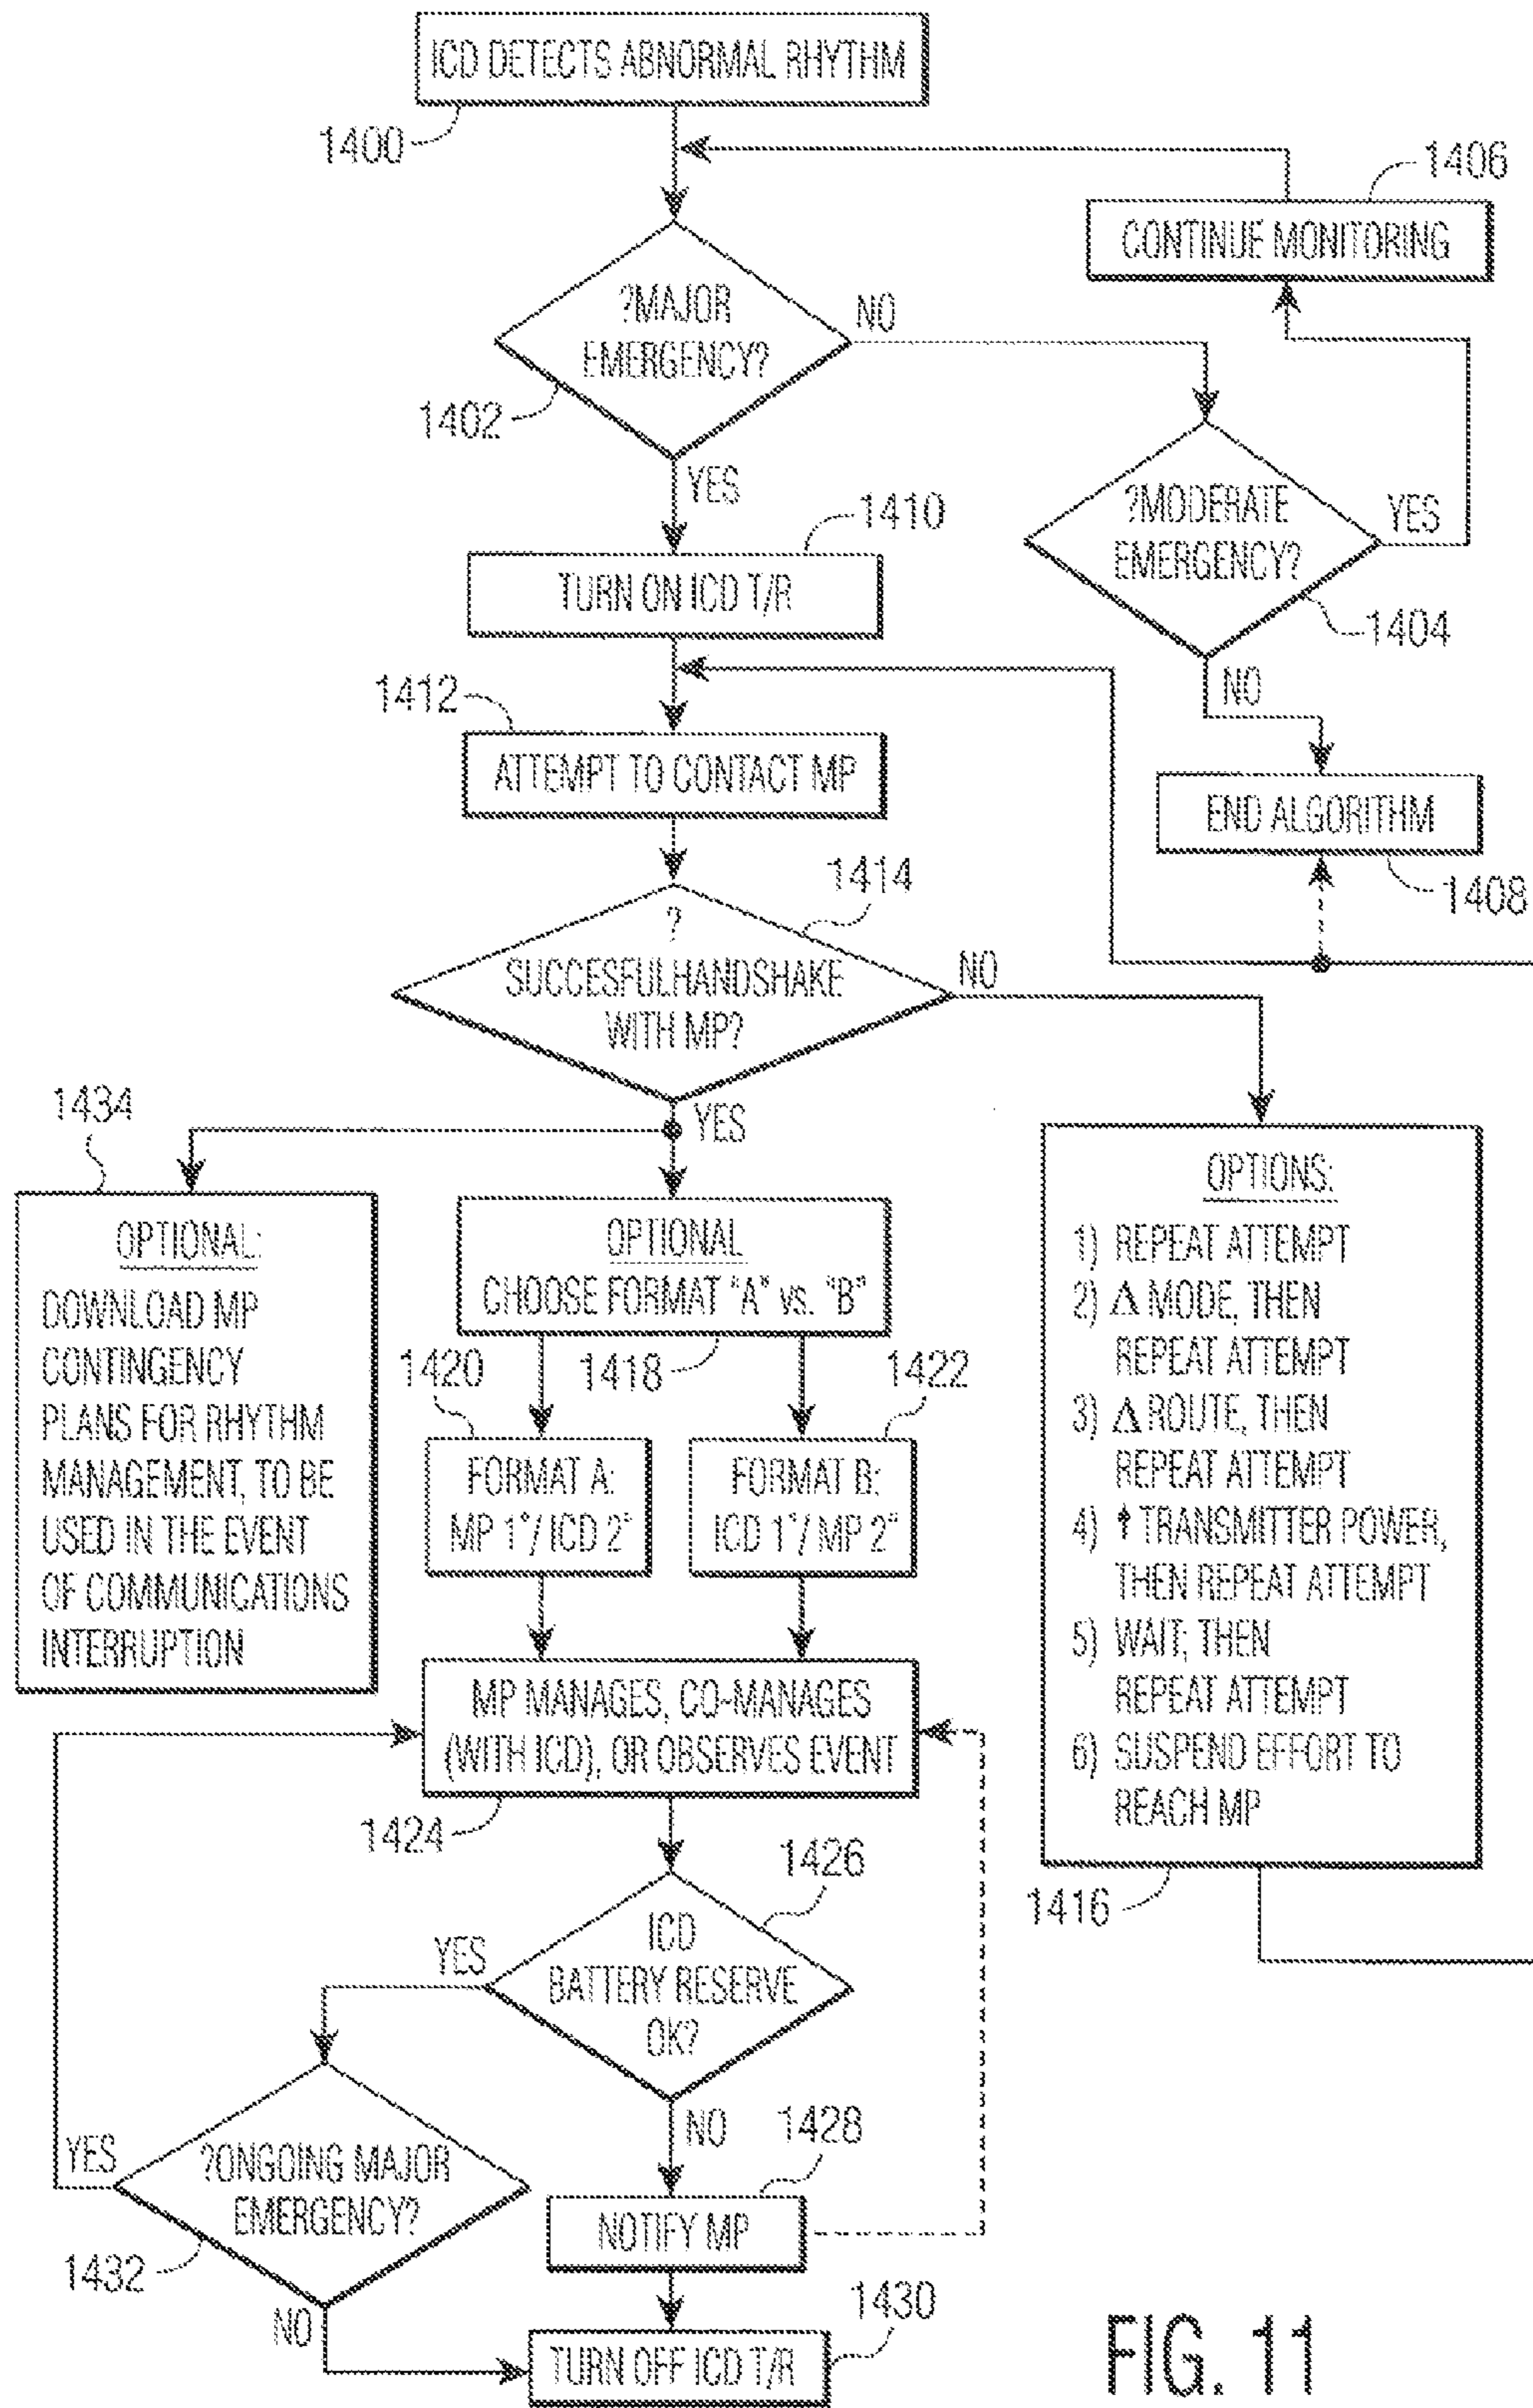 ICD DETECTS ABNORMAL RHYTHM
1400
1406
CONTINUE MONITORING
?MAJOR
EMERGENCY?
NO
1402
YES
?MODERATE
EMERGENCY?
YES
1404
NO
1410
TURN ON ICD T/R
1412
ATTEMPT TO CONTACT MP
END ALGORITHM
1408
1414
?
SUCCESFULHANDSHAKE
WITH MP?
NO
YES
1434
OPTIONAL:
DOWNLOAD MP
CONTINGENCY
PLANS FOR RHYTHM
MANAGEMENT, TO BE
USED IN THE EVENT
OF COMMUNICATIONS
INTERRUPTION
OPTIONAL
CHOOSE FORMAT "A" vs. "B"
1418
1420
1422
FORMAT A:
MP 1°/ ICD 2°
FORMAT B:
ICD 1°/ MP 2°
OPTIONS:
1) REPEAT ATTEMPT
2) Δ MODE, THEN
REPEAT ATTEMPT
3) Δ ROUTE, THEN
REPEAT ATTEMPT
4) ↑ TRANSMITTER POWER,
THEN REPEAT ATTEMPT
5) WAIT; THEN
REPEAT ATTEMPT
6) SUSPEND EFFORT TO
REACH MP
1416
MP MANAGES, CO-MANAGES
(WITH ICD), OR OBSERVES EVENT
1424
1426
ICD
BATTERY RESERVE
OK?
YES
NO
1428
NOTIFY MP
?ONGOING MAJOR
EMERGENCY?
YES
1432
NO
1430
TURN OFF ICD T/R
FIG. 11